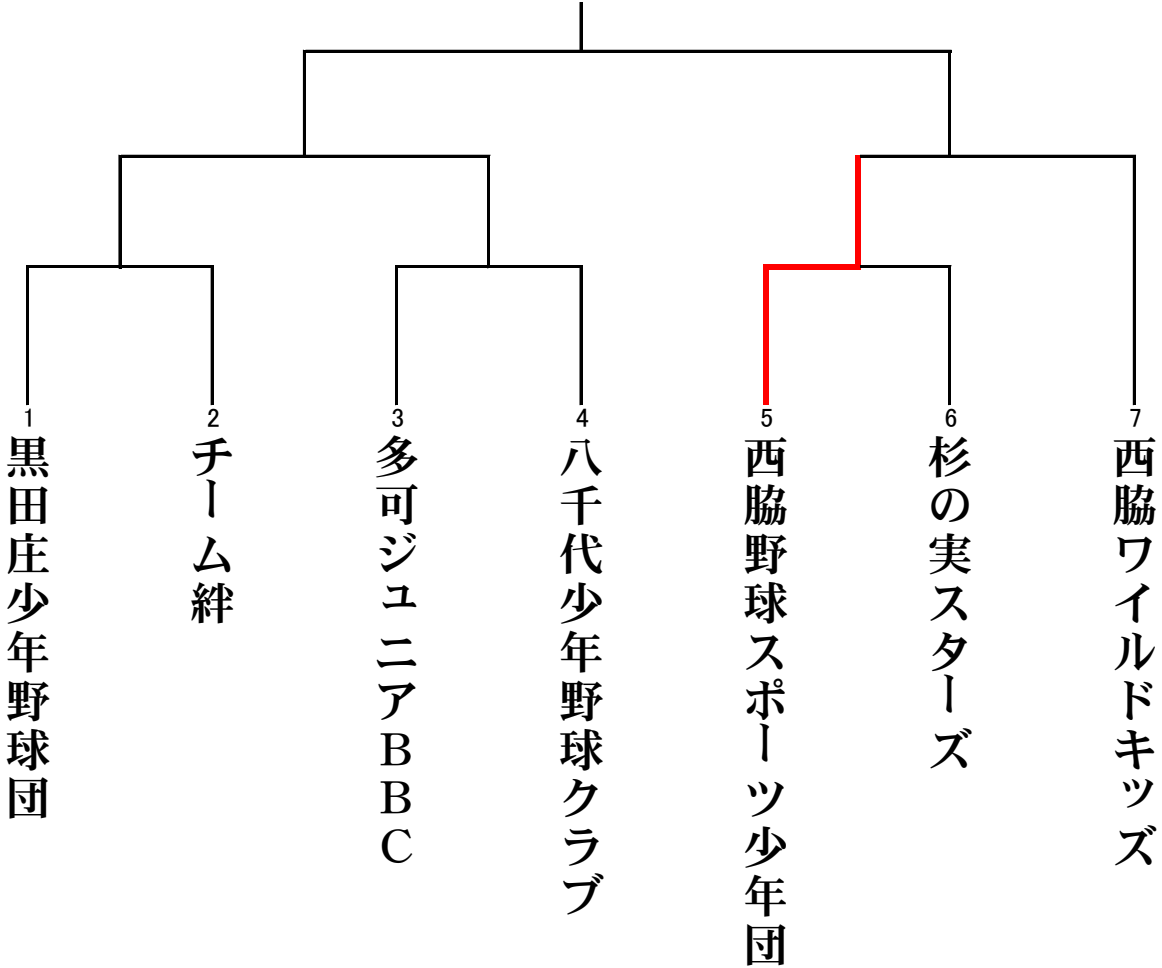 1
黒田庄少年野球団
2
チーム絆
3
多可ジュニアＢＢＣ
4
八千代少年野球クラブ
5
西脇野球スポーツ少年団
6
杉の実スターズ
7
西脇ワイルドキッズ